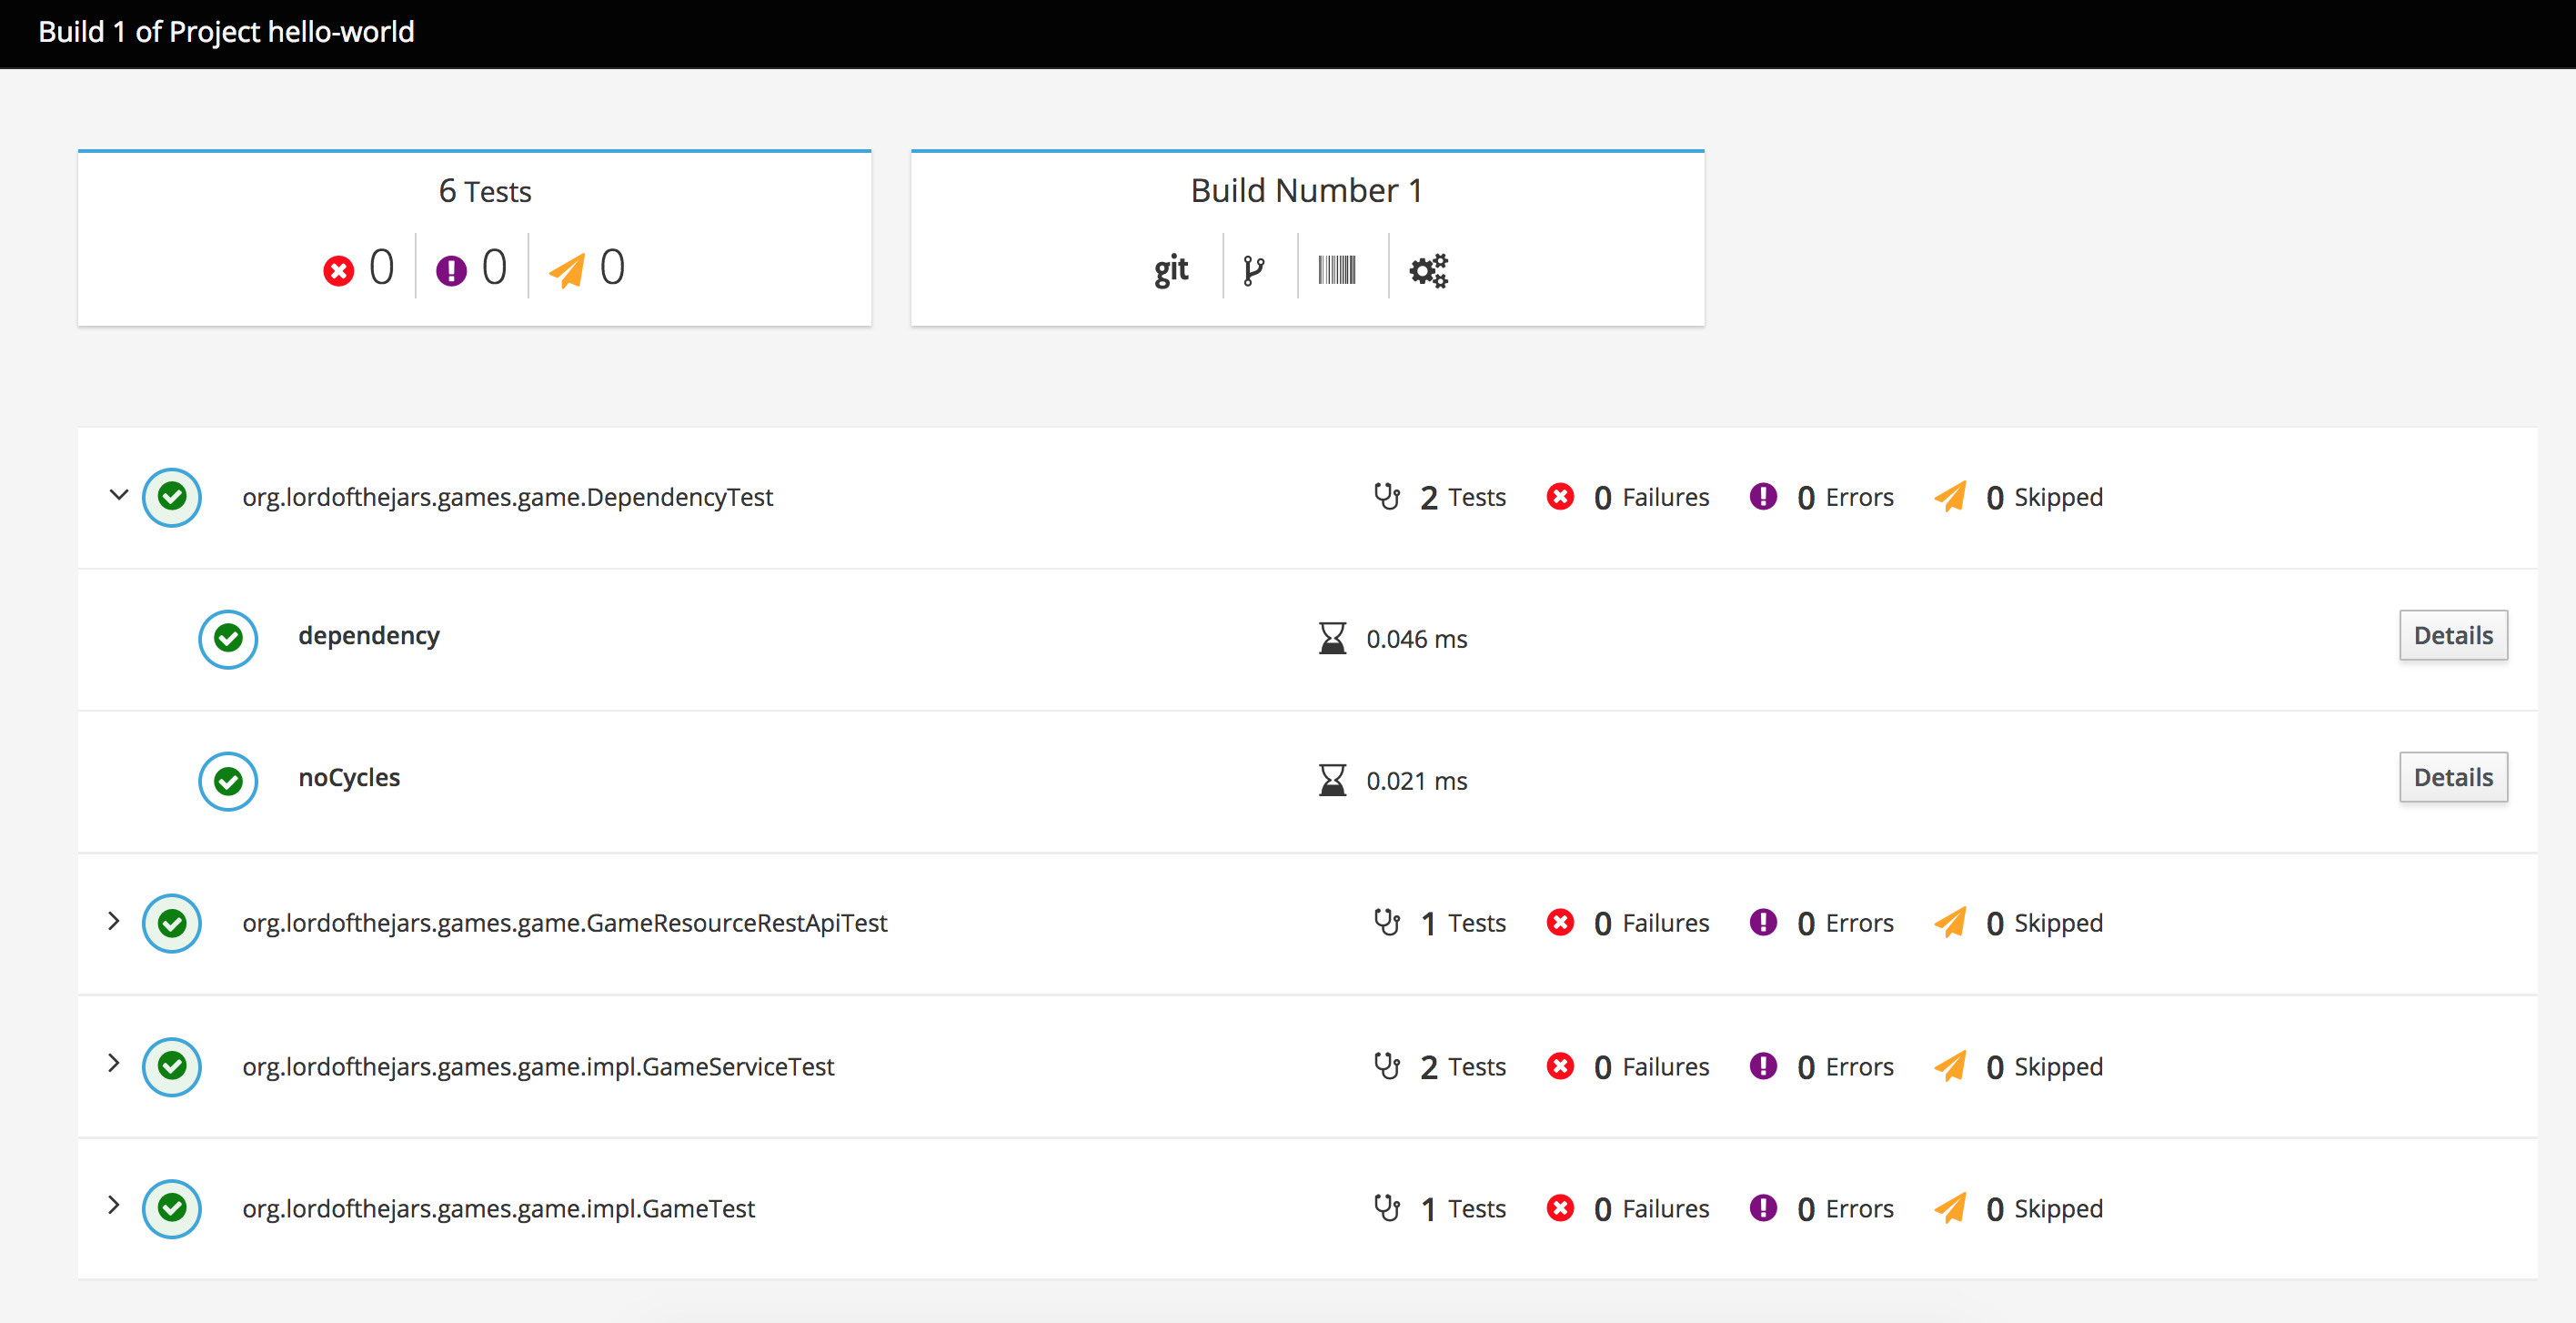 Build 1 of Project hello-world
6 Tests
0 0 0
Build Number 1
git
org.lordofthejars.games.game.DependencyTest 2 Tests 0 Failures 0 Errors 0 Skipped
dependency 0.046 ms Details
noCycles 0.021 ms Details
org.lordofthejars.games.game.GameResourceRestApiTest 1 Tests 0 Failures 0 Errors 0 Skipped
org.lordofthejars.games.game.impl.GameServiceTest 2 Tests 0 Failures 0 Errors 0 Skipped
org.lordofthejars.games.game.impl.GameTest 1 Tests 0 Failures 0 Errors 0 Skipped